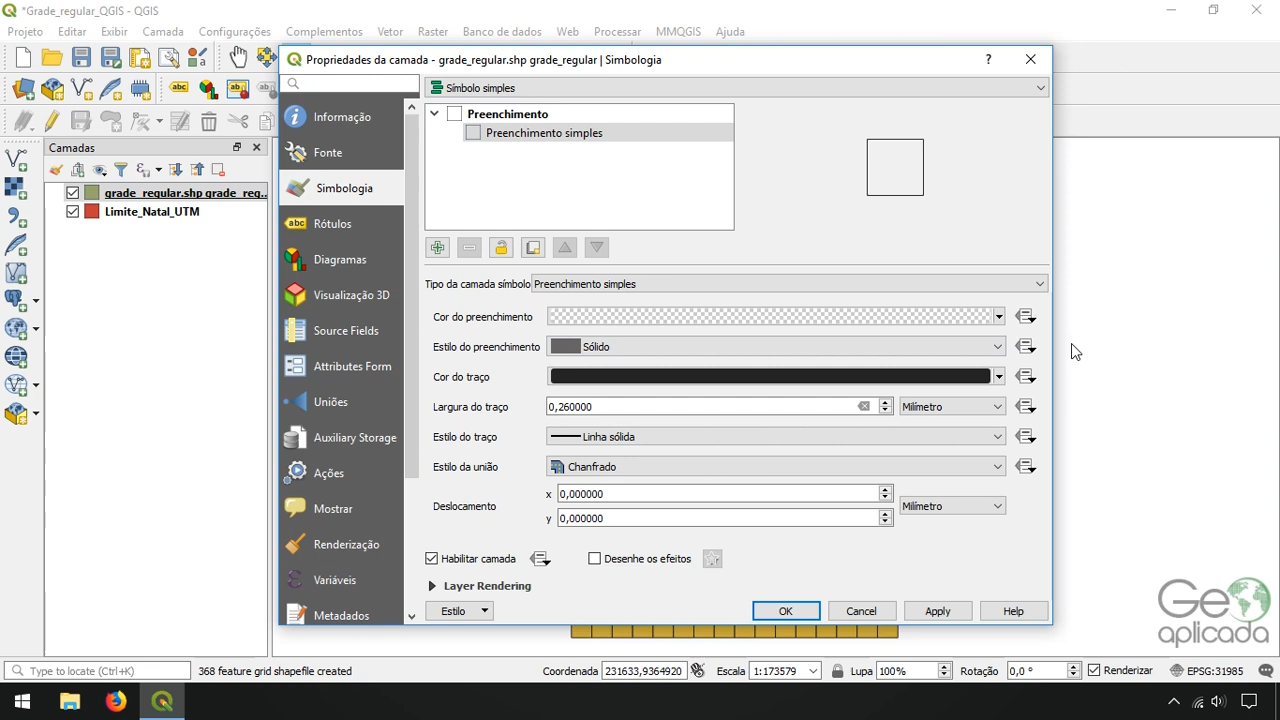 *Grade_regular_QGIS - QGIS
Projeto Editar Exibir Camada Configurações Complementos Vetor Raster Banco de dados Web Processar MMQGIS Ajuda
Propriedades da camada - grade_regular.shp grade_regular | Simbologia
?
abc abc abc
Símbolo simples
Camadas
grade_regular.shp grade_reg...
Limite_Natal_UTM
Informação
Fonte
Simbologia
abc Rótulos
Diagramas
Visualização 3D
Source Fields
Attributes Form
Uniões
Auxiliary Storage
Ações
Mostrar
Renderização
Variáveis
Metadados
Preenchimento
Preenchimento simples
Tipo da camada símbolo Preenchimento simples
Cor do preenchimento
Estilo do preenchimento Sólido
Cor do traço
Largura do traço 0,260000 Milímetro
Estilo do traço Linha sólida
Estilo da união Chanfrado
x 0,000000
Deslocamento Milímetro
y 0,000000
Habilitar camada Desenhe os efeitos
Layer Rendering
Estilo OK Cancel Apply Help
Geo
aplicada
Type to locate (Ctrl+K) 368 feature grid shapefile created Coordenada 231633,9364920 Escala 1:173579 Lupa 100% Rotação 0,0 ° Renderizar EPSG:31985